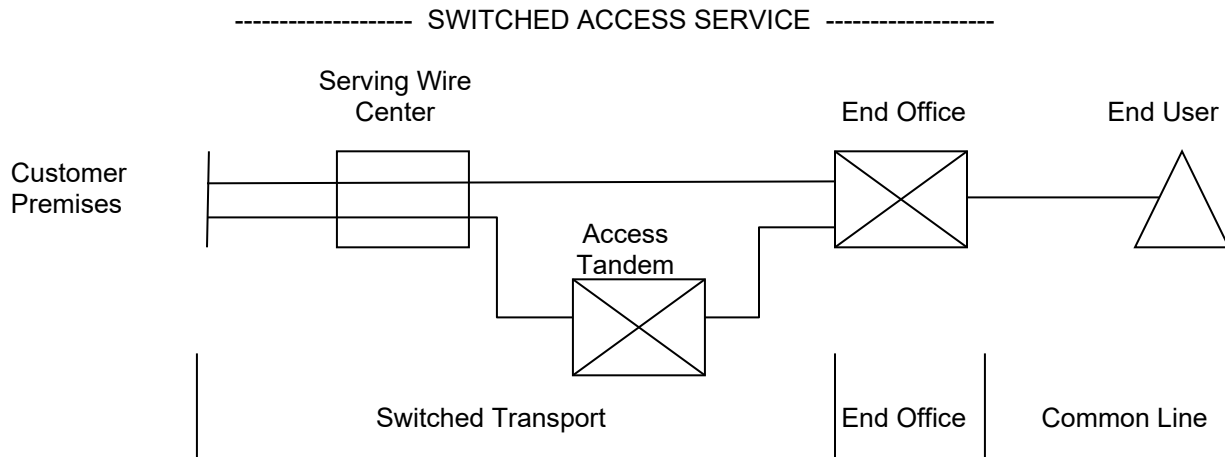 -------------------- SWITCHED ACCESS SERVICE -------------------
Serving Wire
Center
End Office
End User
Customer
Premises
Access
Tandem
Switched Transport
End Office
Common Line